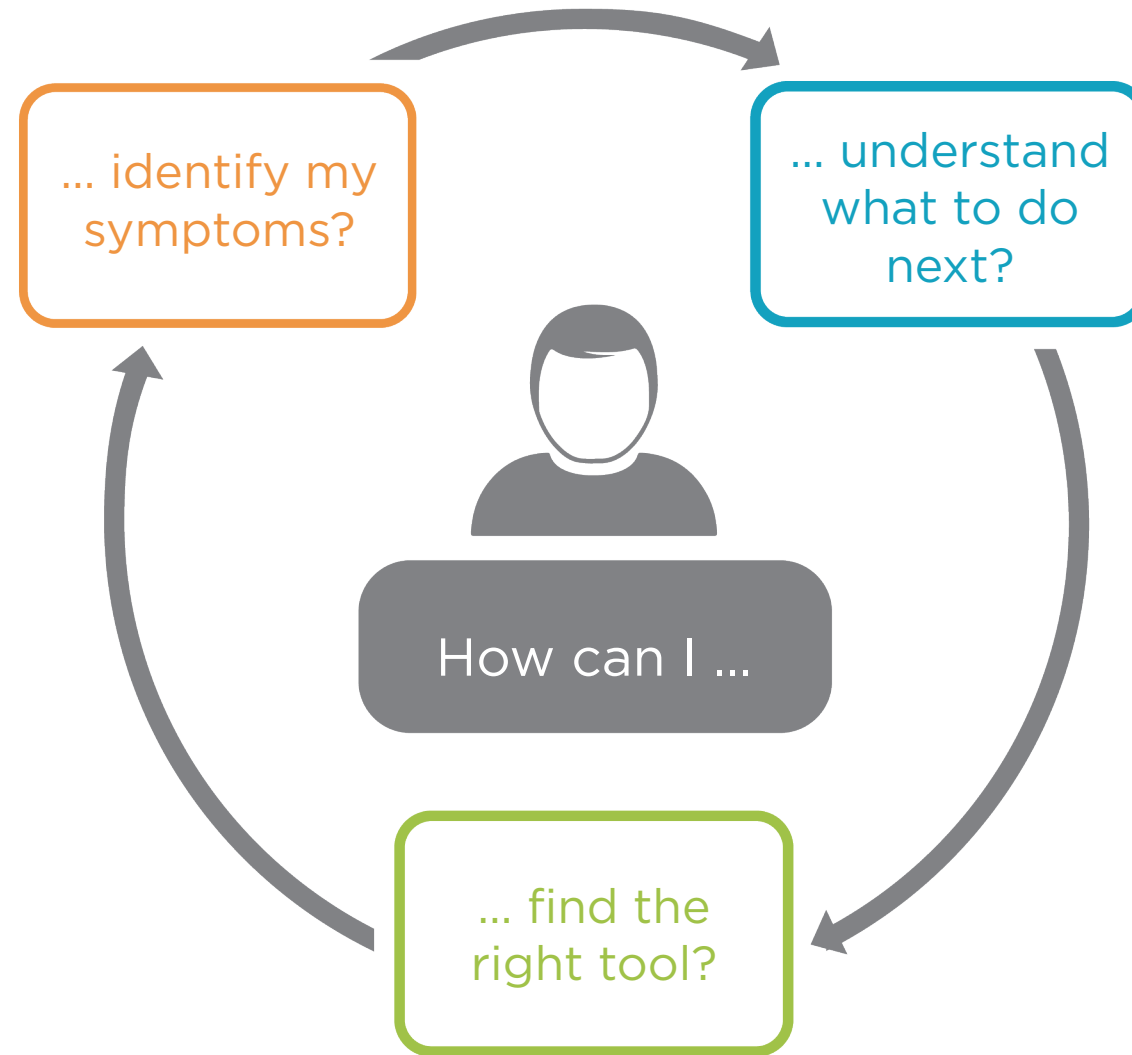 ... identify my
symptoms?
... understand
what to do
next?
How can I ...
... find the
right tool?